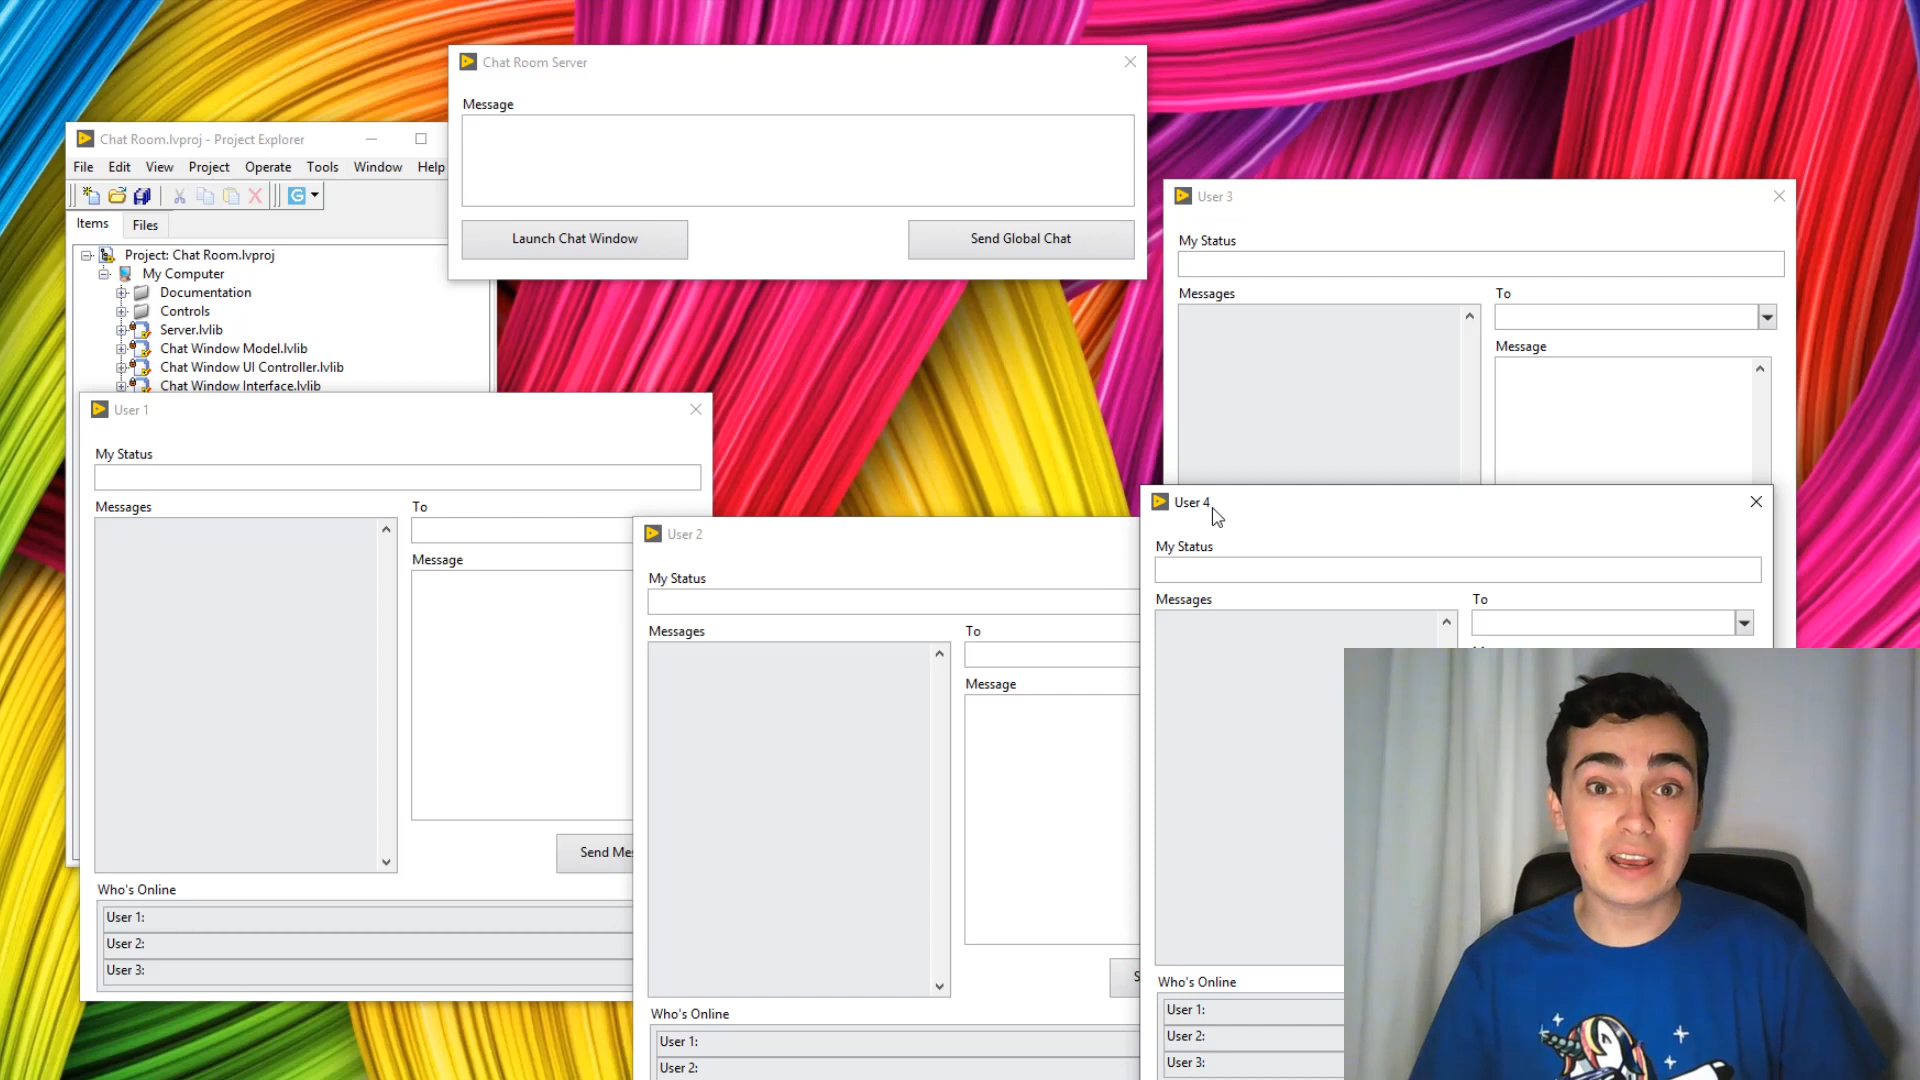 Chat Room Server
Message
Launch Chat Window
Send Global Chat
Chat Room.lvproj - Project Explorer
File Edit View Project Operate Tools Window Help
Items Files
Project: Chat Room.lvproj
My Computer
Documentation
Controls
Server.lvlib
Chat Window Model.lvlib
Chat Window UI Controller.lvlib
Chat Window Interface.lvlib
User 3
My Status
Messages
To
Message
User 1
My Status
Messages
To
Message
Send Mes
Who's Online
User 1:
User 2:
User 3:
User 2
My Status
Messages
To
Message
S
Who's Online
User 1:
User 2:
User 4
My Status
Messages
To
Who's Online
User 1:
User 2:
User 3: